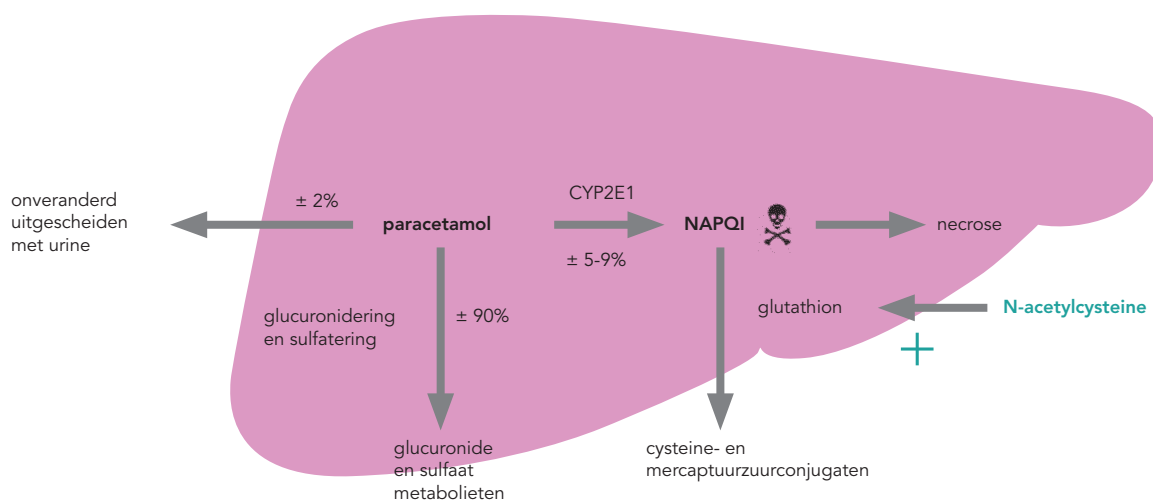 onveranderd
uitgescheiden
met urine
± 2%
paracetamol
CYP2E1
± 5-9%
NAPQI
necrose
glucuronidering
en sulfatering
± 90%
glutathion
N-acetylcysteine
+
glucuronide
en sulfaat
metabolieten
cysteine- en
mercaptuurzuurconjugaten